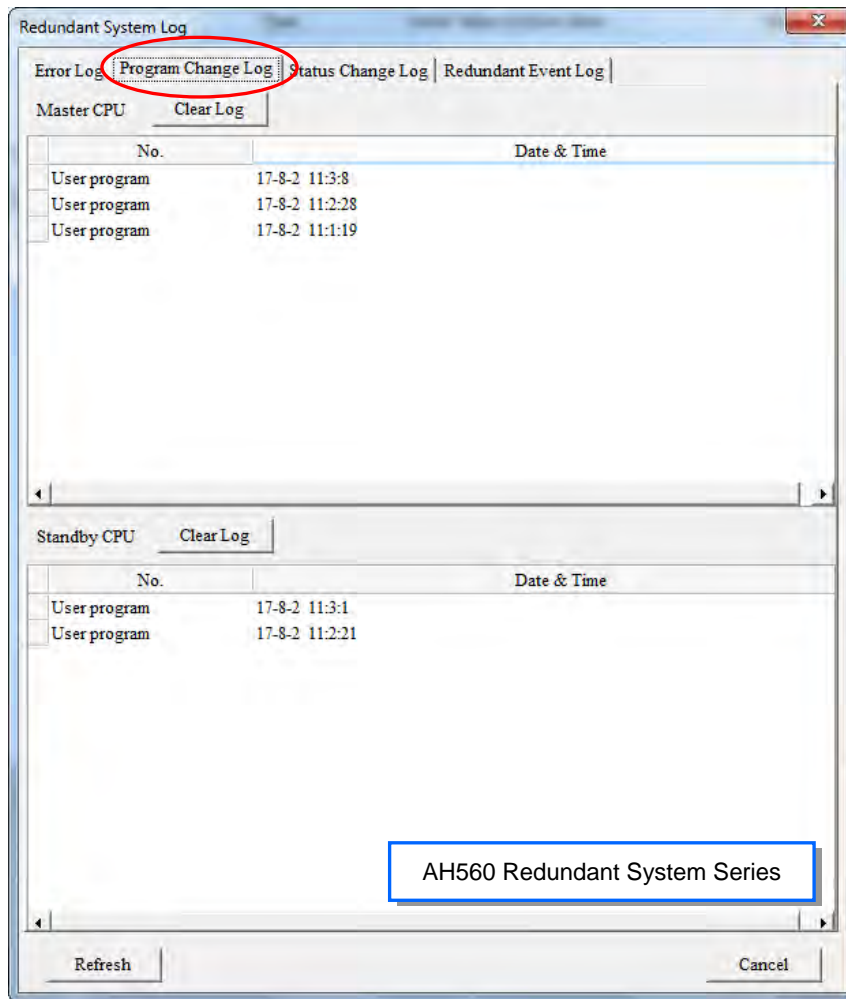 Redundant System Log
Error Log Program Change Log Status Change Log Redundant Event Log
Master CPU Clear Log
No. Date & Time
User program 17-8-2 11:3:8
User program 17-8-2 11:2:28
User program 17-8-2 11:1:19
Standby CPU Clear Log
No. Date & Time
User program 17-8-2 11:3:1
User program 17-8-2 11:2:21
AH560 Redundant System Series
Refresh Cancel